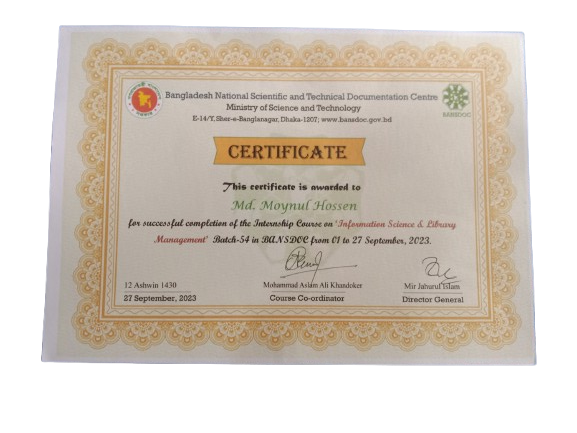 Bangladesh National Scientific and Technical Documentation Centre
Ministry of Science and Technology
E-14/Y, Sher-e-Banglanagar, Dhaka-1207; www.bansdoc.gov.bd
BANSDOC
CERTIFICATE
This certificate is awarded to
Md. Moynul Hossen
for successful completion of the Internship Course on "Information Science & Library
Management" Batch-54 in BANSDOC from 01 to 27 September, 2023.
12 Ashwin 1430
27 September, 2023
Mohammad Aslam Ali Khandoker
Course Co-ordinator
Mir Jahurul Islam
Director General